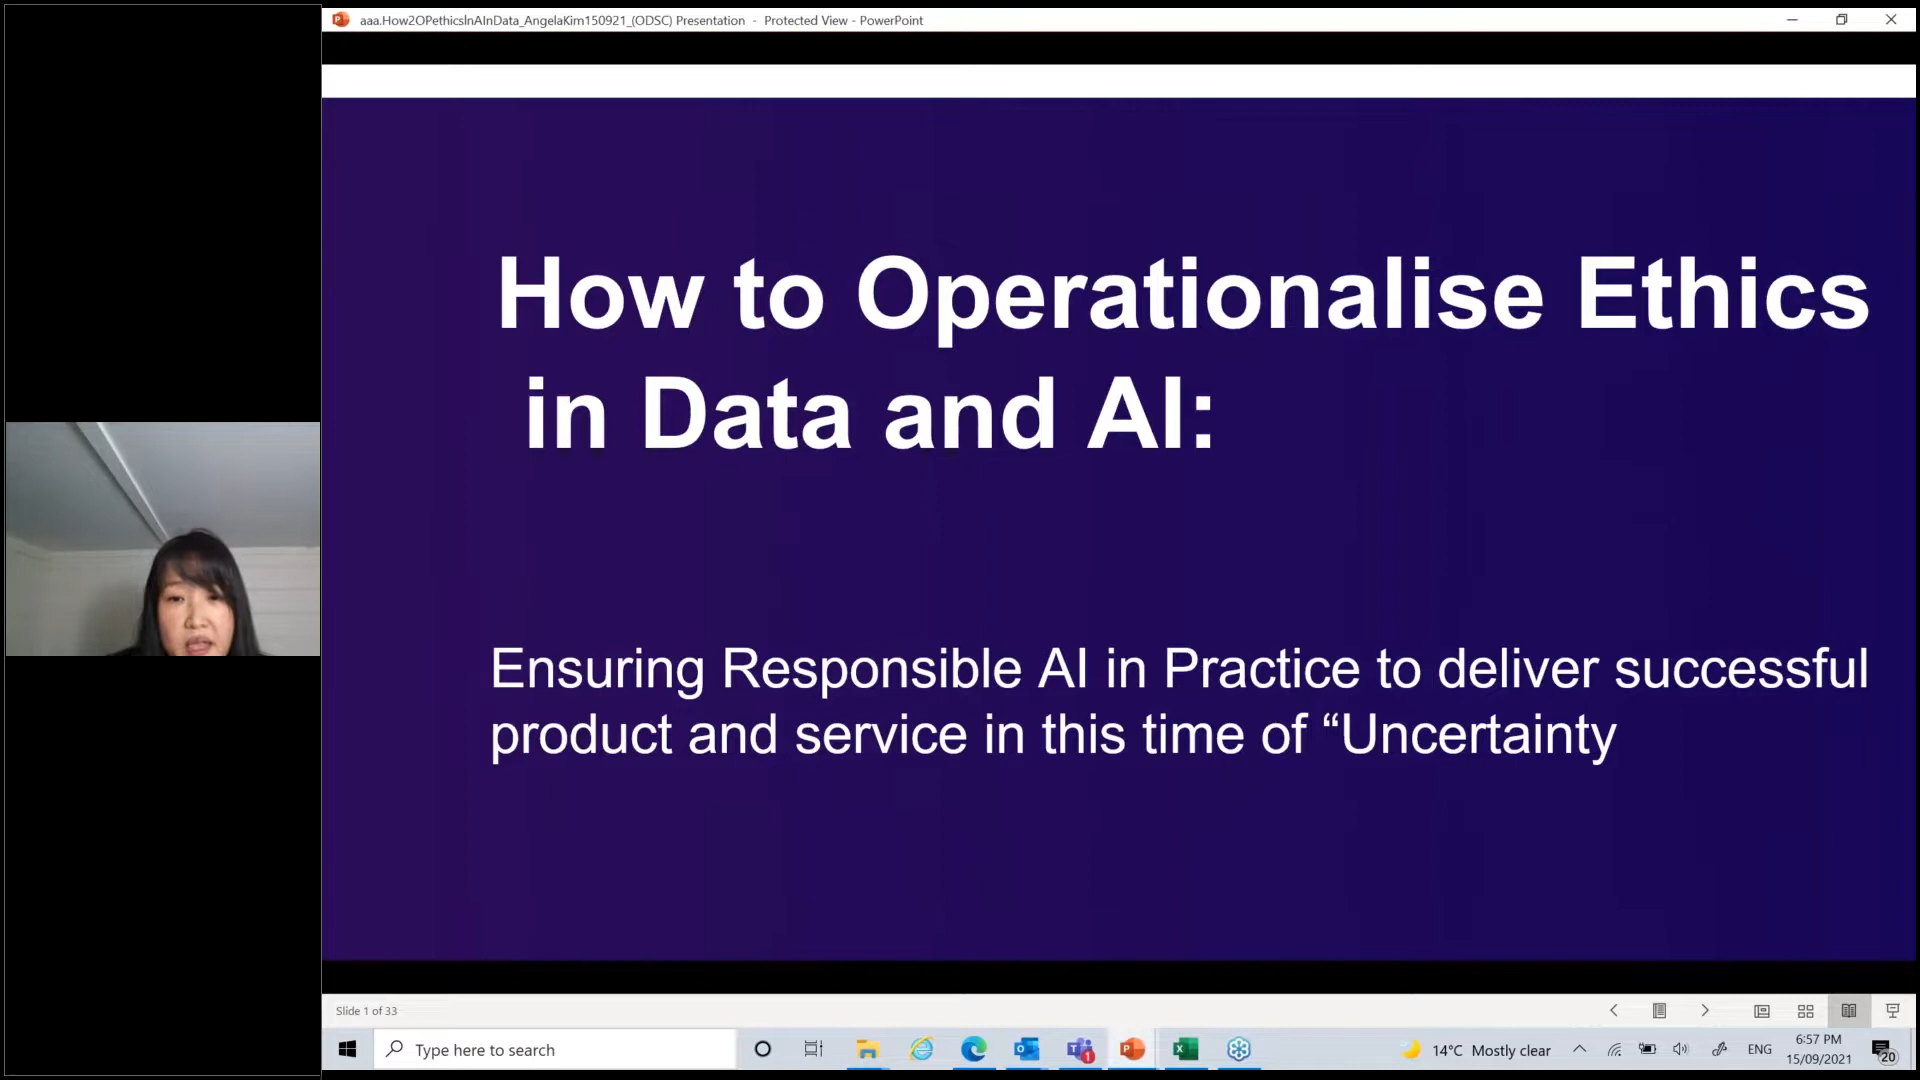 aaa.How2OPethicsInAInData_AngelaKim150921_(ODSC) Presentation - Protected View - PowerPoint
How to Operationalise Ethics
in Data and AI:
Ensuring Responsible AI in Practice to deliver successful
product and service in this time of “Uncertainty
Slide 1 of 33
Type here to search
1
14°C Mostly clear
ENG
6:57 PM
15/09/2021
20